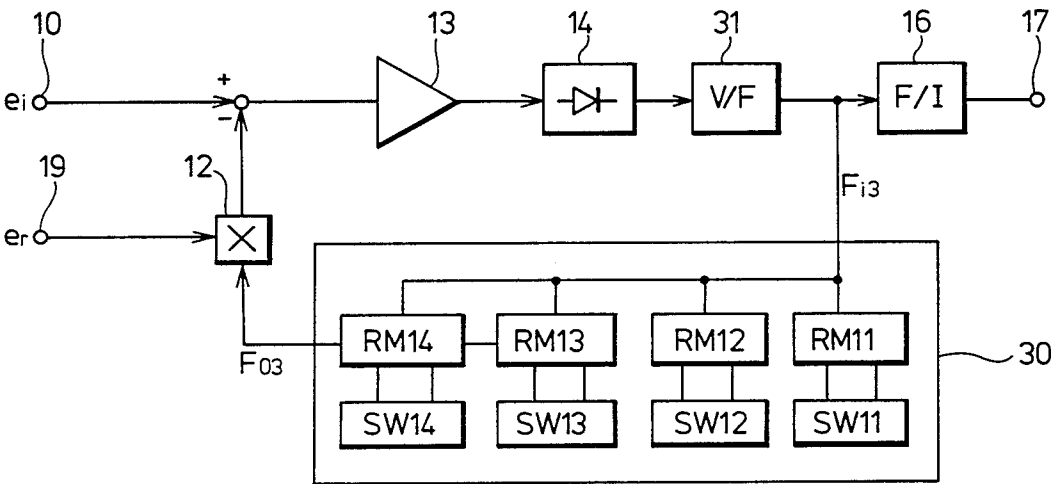 10
13
14
31
16
17
ei
+
−
V/F
F/I
19
12
Fi3
er
×
RM14
RM13
RM12
RM11
F03
30
SW14
SW13
SW12
SW11